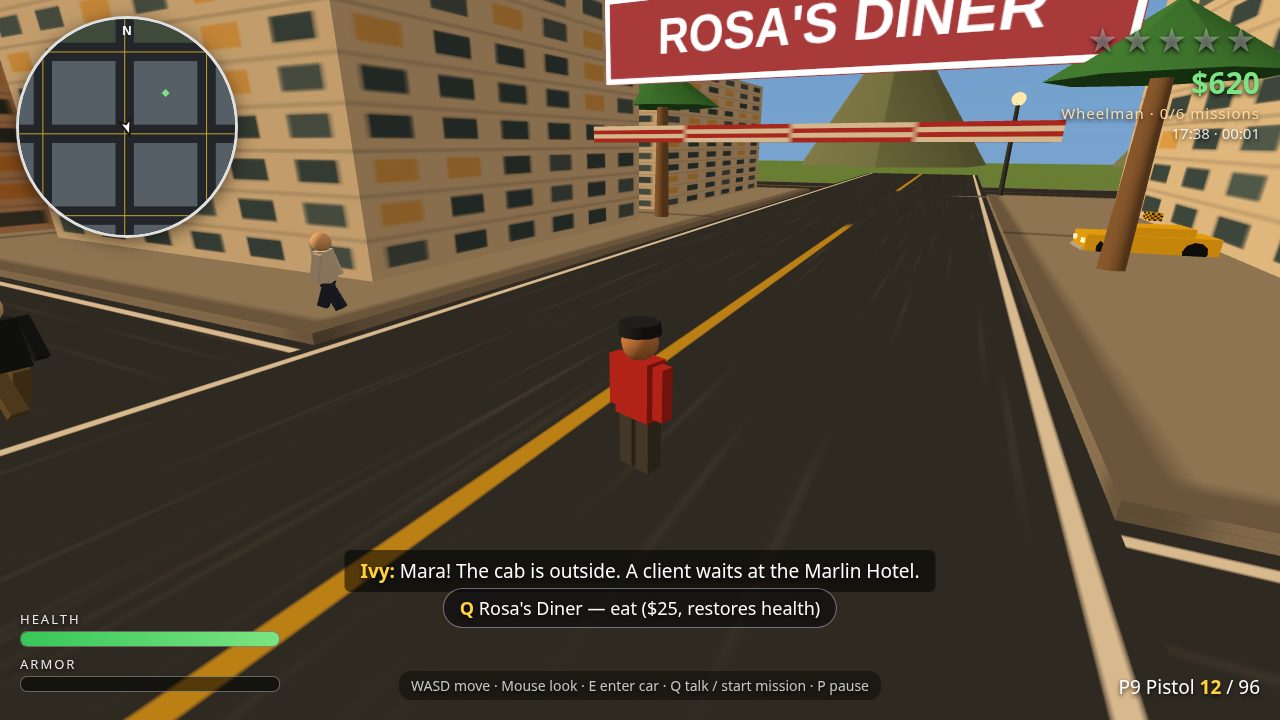 N
ROSA'S DINER
$620
Wheelman · 0/6 missions
17:38 · 00:01
Ivy: Mara! The cab is outside. A client waits at the Marlin Hotel.
Q Rosa's Diner — eat ($25, restores health)
HEALTH
ARMOR
WASD move · Mouse look · E enter car · Q talk / start mission · P pause
P9 Pistol 12 / 96